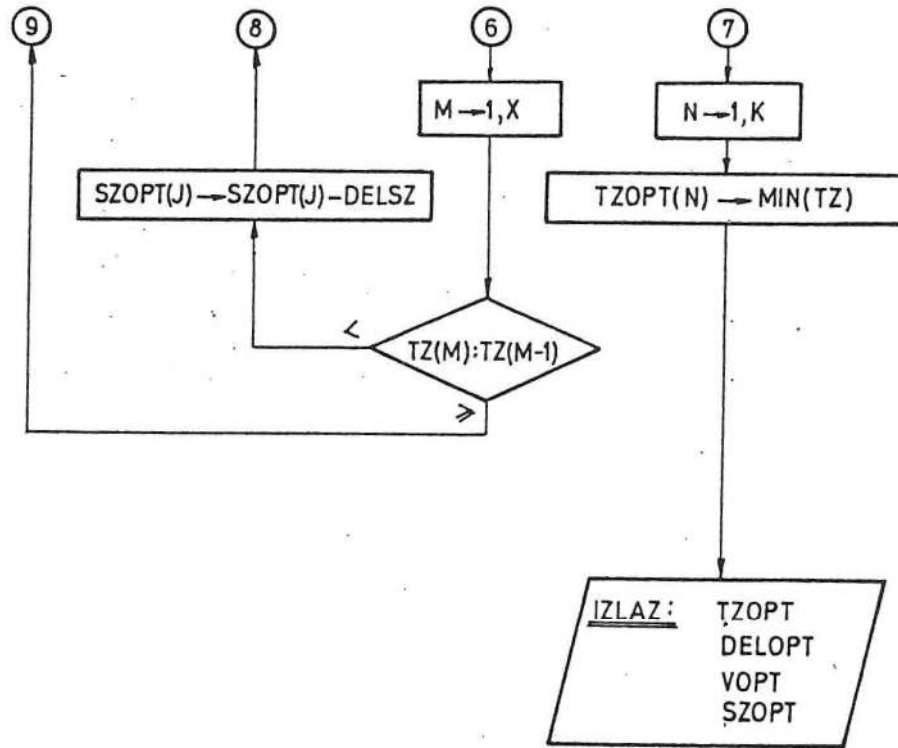 9 8 6 7
M→1,X
N→1,K
SZOPT(J)→SZOPT(J)-DELSZ
TZOPT(N)→MIN(TZ)
<
TZ(M):TZ(M-1)
⩾
IZLAZ: TZOPT
DELOPT
VOPT
SZOPT